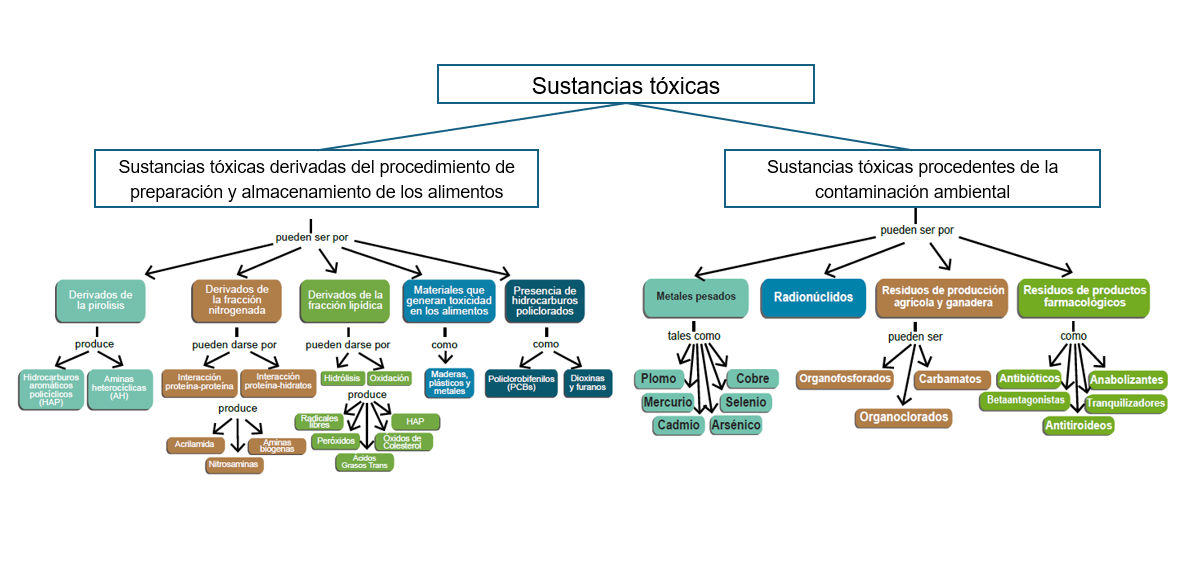 Sustancias tóxicas
Sustancias tóxicas derivadas del procedimiento de
preparación y almacenamiento de los alimentos
pueden ser por
Derivados de
la pirolisis
Derivados de
la fracción
nitrogenada
Derivados de la
fracción lipídica
Materiales que
generan toxicidad
en los alimentos
Presencia de
hidrocarburos
policlorados
produce
pueden darse por
pueden darse por
como
como
Hidrocarburos
aromáticos
policíclicos
(HAP)
Aminas
heterocíclicas
(AH)
Interacción
proteína-proteína
Interacción
proteína-hidratos
Hidrólisis
Oxidación
Maderas,
plásticos y
metales
Policlorobifenilos
(PCBs)
Dioxinas
y furanos
produce
Acrilamida
Nitrosaminas
Aminas
biógenas
produce
Radicales
libres
HAP
Peróxidos
Óxidos de
Colesterol
Ácidos
Grasos Trans
Sustancias tóxicas procedentes de la
contaminación ambiental
pueden ser por
Metales pesados
Radionúclidos
Residuos de producción
agrícola y ganadera
Residuos de productos
farmacológicos
tales como
pueden ser
como
Plomo
Cobre
Mercurio
Selenio
Cadmio
Arsénico
Organofosforados
Carbamatos
Organoclorados
Antibióticos
Anabolizantes
Betaantagonistas
Tranquilizadores
Antitiroideos